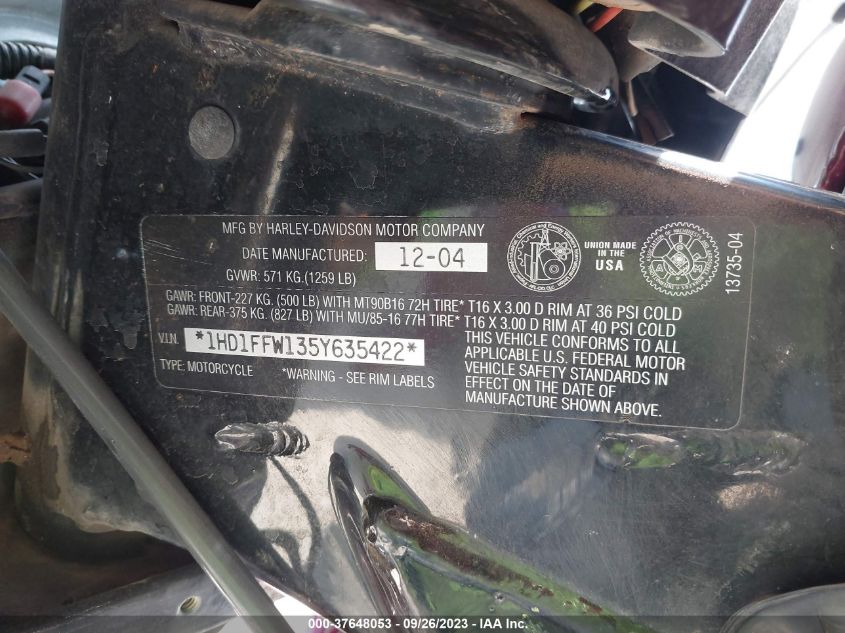 MFG BY HARLEY-DAVIDSON MOTOR COMPANY
DATE MANUFACTURED: 12-04
GVWR: 571 KG.(1259 LB)
UNION MADE
IN THE
USA
13735-04
GAWR: FRONT-227 KG. (500 LB) WITH MT90B16 72H TIRE* T16 X 3.00 D RIM AT 36 PSI COLD
GAWR: REAR-375 KG. (827 LB) WITH MU/85-16 77H TIRE* T16 X 3.00 D RIM AT 40 PSI COLD
V.I.N. *1HD1FFW135Y635422*
TYPE: MOTORCYCLE *WARNING - SEE RIM LABELS
THIS VEHICLE CONFORMS TO ALL
APPLICABLE U.S. FEDERAL MOTOR
VEHICLE SAFETY STANDARDS IN
EFFECT ON THE DATE OF
MANUFACTURE SHOWN ABOVE.
000-37648053 - 09/26/2023 - IAA Inc.